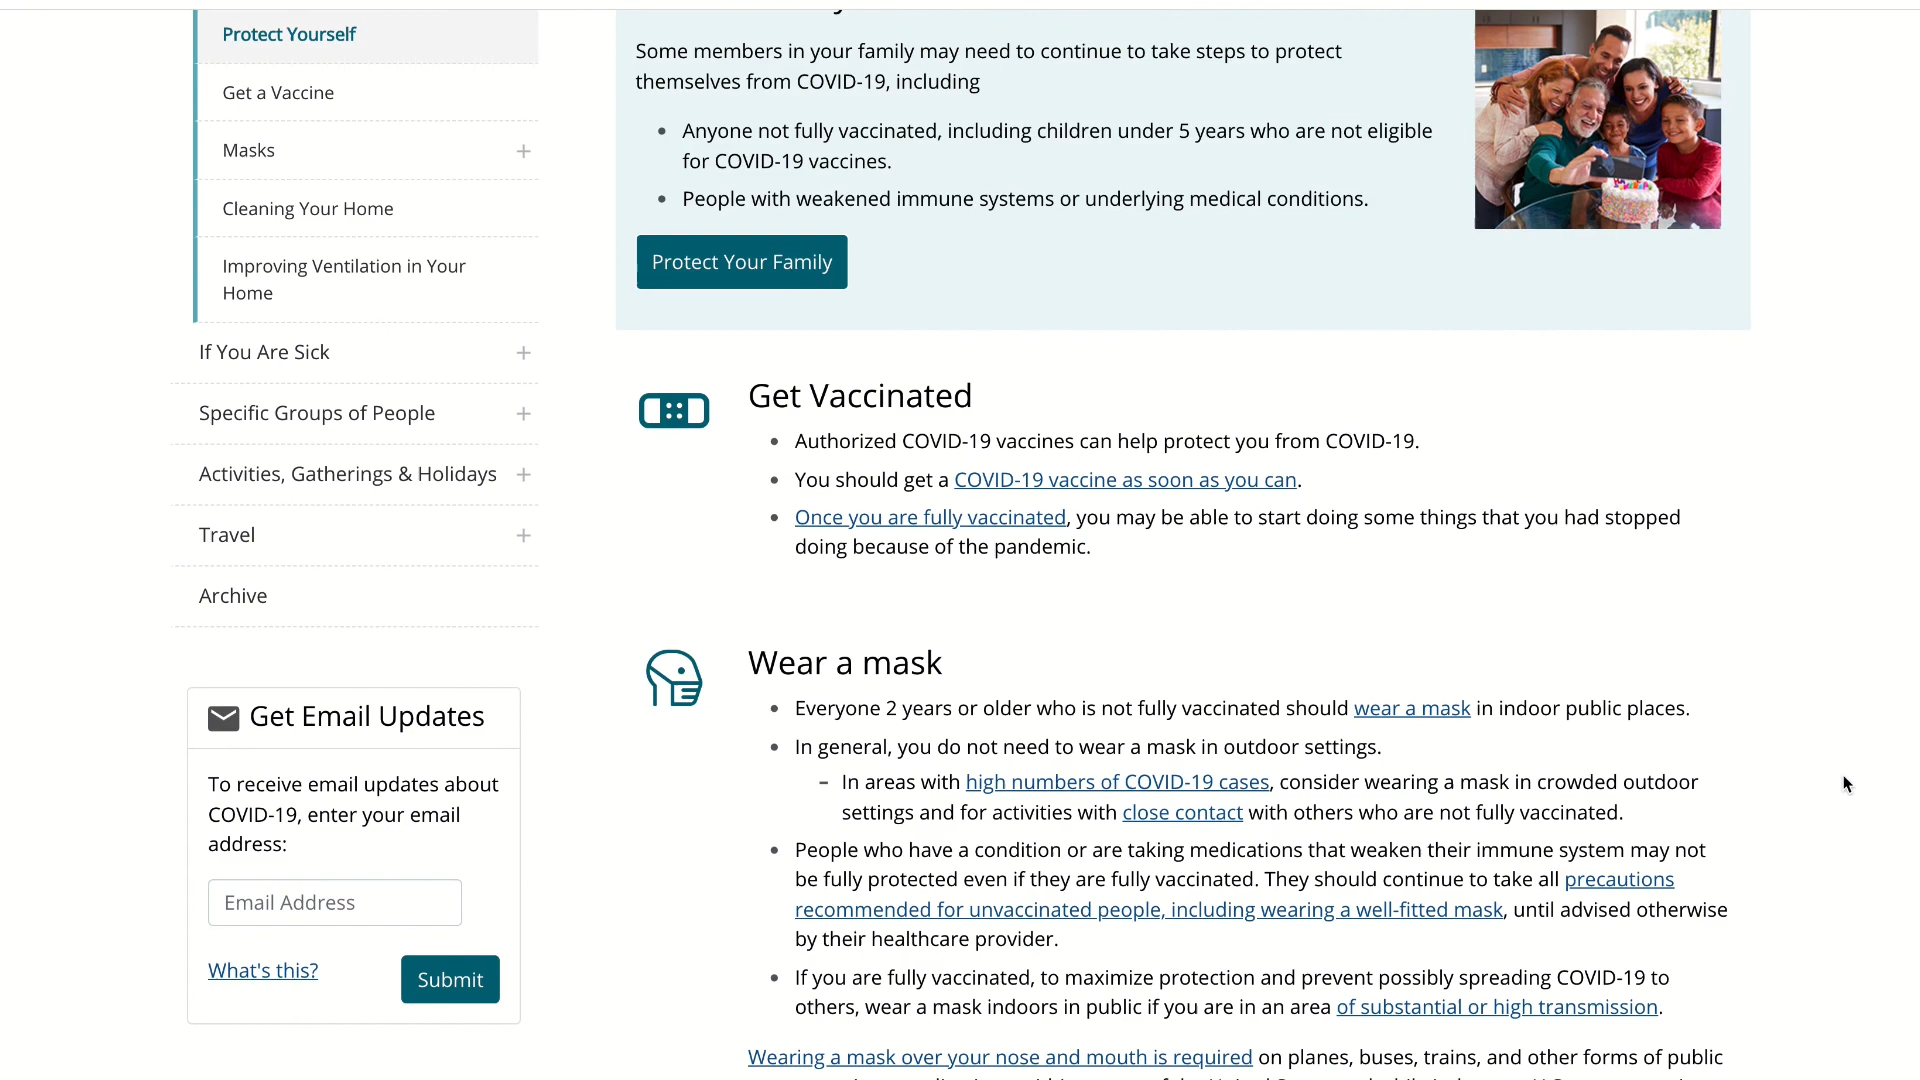 Protect Yourself
Get a Vaccine
Masks
Cleaning Your Home
Improving Ventilation in Your
Home
If You Are Sick
Specific Groups of People
Activities, Gatherings & Holidays
Travel
Archive
Get Email Updates
To receive email updates about
COVID-19, enter your email
address:
Email Address
What's this?
Submit
Some members in your family may need to continue to take steps to protect
themselves from COVID-19, including
Anyone not fully vaccinated, including children under 5 years who are not eligible
for COVID-19 vaccines.
People with weakened immune systems or underlying medical conditions.
Protect Your Family
Get Vaccinated
Authorized COVID-19 vaccines can help protect you from COVID-19.
You should get a COVID-19 vaccine as soon as you can.
Once you are fully vaccinated, you may be able to start doing some things that you had stopped
doing because of the pandemic.
Wear a mask
Everyone 2 years or older who is not fully vaccinated should wear a mask in indoor public places.
In general, you do not need to wear a mask in outdoor settings.
In areas with high numbers of COVID-19 cases, consider wearing a mask in crowded outdoor
settings and for activities with close contact with others who are not fully vaccinated.
People who have a condition or are taking medications that weaken their immune system may not
be fully protected even if they are fully vaccinated. They should continue to take all precautions
recommended for unvaccinated people, including wearing a well-fitted mask, until advised otherwise
by their healthcare provider.
If you are fully vaccinated, to maximize protection and prevent possibly spreading COVID-19 to
others, wear a mask indoors in public if you are in an area of substantial or high transmission.
Wearing a mask over your nose and mouth is required on planes, buses, trains, and other forms of public